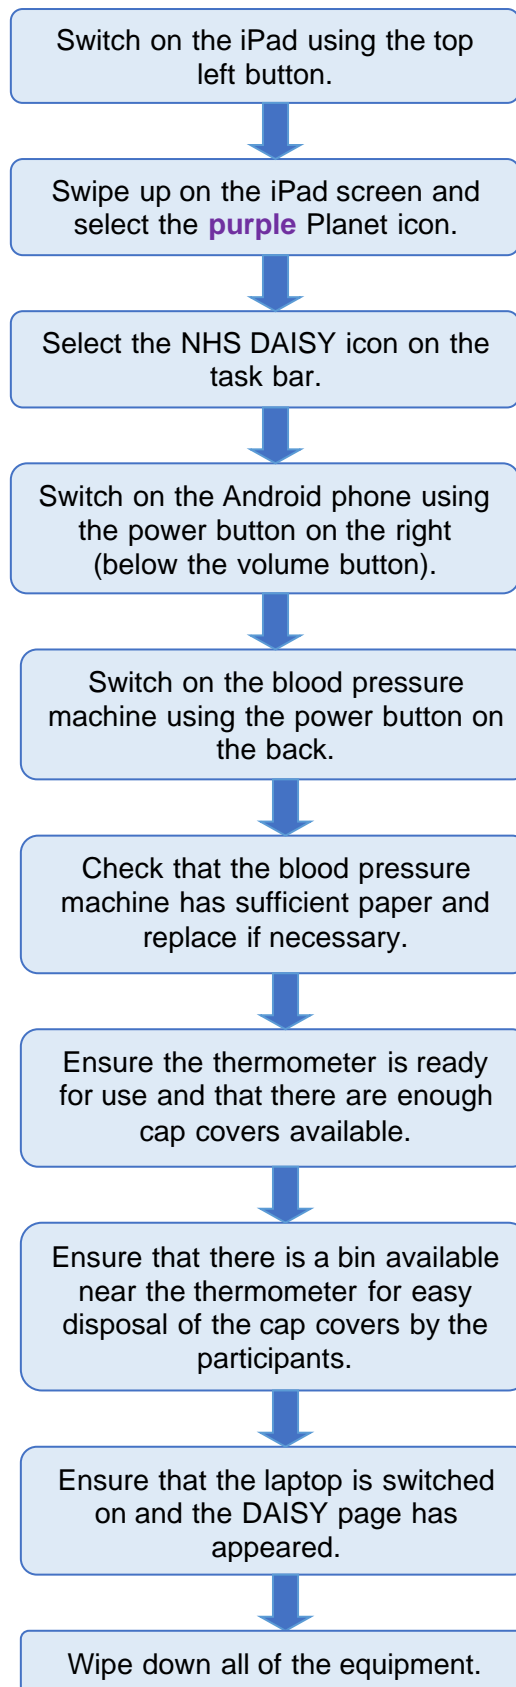 Switch on the iPad using the top
left button.
Swipe up on the iPad screen and
select the purple Planet icon.
Select the NHS DAISY icon on the
task bar.
Switch on the Android phone using
the power button on the right
(below the volume button).
Switch on the blood pressure
machine using the power button on
the back.
Check that the blood pressure
machine has sufficient paper and
replace if necessary.
Ensure the thermometer is ready
for use and that there are enough
cap covers available.
Ensure that there is a bin available
near the thermometer for easy
disposal of the cap covers by the
participants.
Ensure that the laptop is switched
on and the DAISY page has
appeared.
Wipe down all of the equipment.